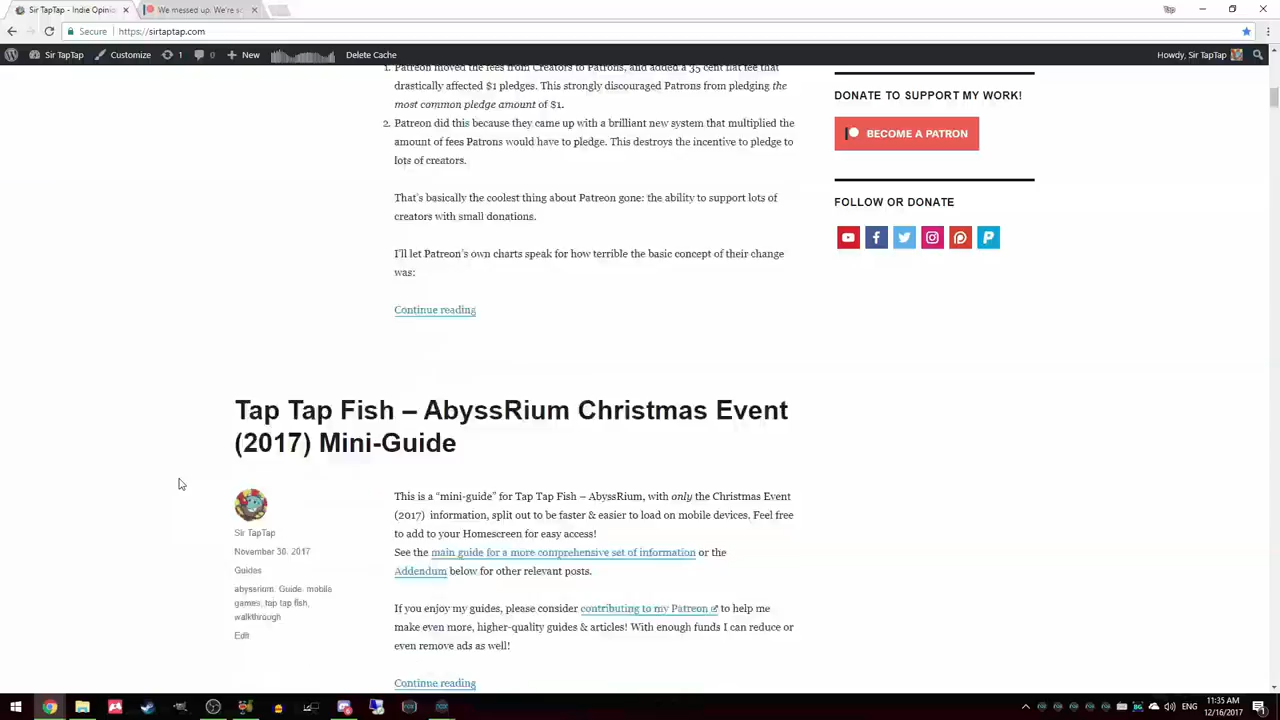 Sir TapTap - Indie Opini
We messed up. We're s
Secure https://sirtaptap.com
Sir TapTap Customize 1 0 New Delete Cache Howdy, Sir TapTap
1. Patreon moved the fees from Creators to Patrons, and added a 35 cent flat fee that
drastically affected $1 pledges. This strongly discouraged Patrons from pledging the
most common pledge amount of $1.
2. Patreon did this because they came up with a brilliant new system that multiplied the
amount of fees Patrons would have to pledge. This destroys the incentive to pledge to
lots of creators.
That's basically the coolest thing about Patreon gone: the ability to support lots of
creators with small donations.
I'll let Patreon's own charts speak for how terrible the basic concept of their change
was:
Continue reading
DONATE TO SUPPORT MY WORK!
BECOME A PATRON
FOLLOW OR DONATE
Tap Tap Fish – AbyssRium Christmas Event
(2017) Mini-Guide
Sir TapTap
November 30, 2017
Guides
abyssrium, Guide, mobile
games, tap tap fish,
walkthrough
Edit
This is a “mini-guide” for Tap Tap Fish – AbyssRium, with only the Christmas Event
(2017) information, split out to be faster & easier to load on mobile devices. Feel free
to add to your Homescreen for easy access!
See the main guide for a more comprehensive set of information or the
Addendum below for other relevant posts.
If you enjoy my guides, please consider contributing to my Patreon to help me
make even more, higher-quality guides & articles! With enough funds I can reduce or
even remove ads as well!
Continue reading
ENG
11:35 AM
12/16/2017